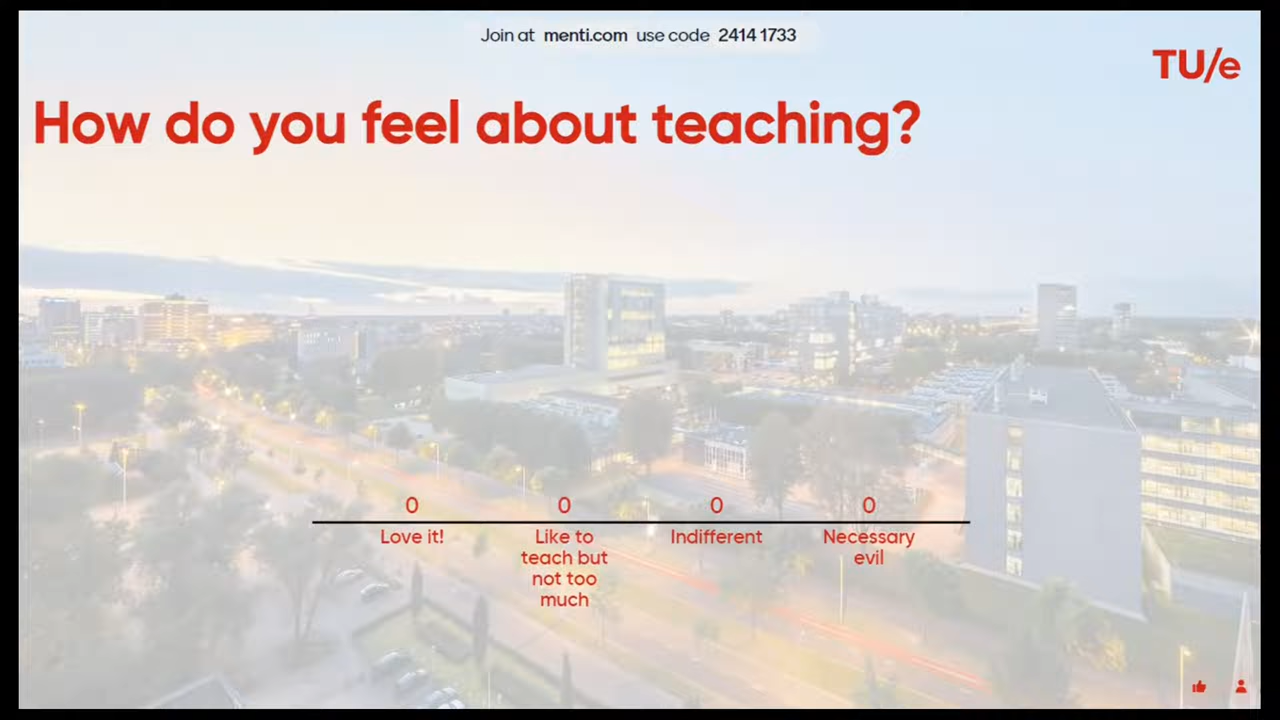 Join at menti.com use code 2414 1733
TU/e
How do you feel about teaching?
0 0 0 0
Love it!
Like to
teach but
not too
much
Indifferent
Necessary
evil